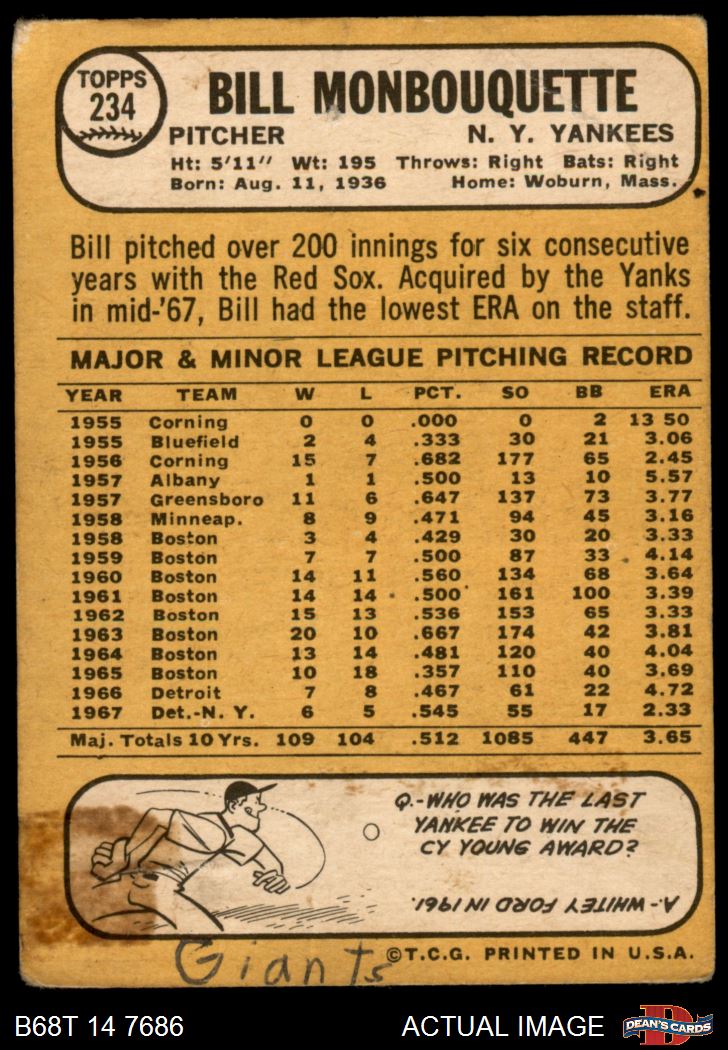 TOPPS
234
BILL MONBOUQUETTE
PITCHER N. Y. YANKEES
Ht: 5'11" Wt: 195 Throws: Right Bats: Right
Born: Aug. 11, 1936 Home: Woburn, Mass.
Bill pitched over 200 innings for six consecutive
years with the Red Sox. Acquired by the Yanks
in mid-'67, Bill had the lowest ERA on the staff.
MAJOR & MINOR LEAGUE PITCHING RECORD
YEAR TEAM W L PCT. SO BB ERA
1955 Corning 0 0 .000 0 2 13 50
1955 Bluefield 2 4 .333 30 21 3.06
1956 Corning 15 7 .682 177 65 2.45
1957 Albany 1 1 .500 13 10 5.57
1957 Greensboro 11 6 .647 137 73 3.77
1958 Minneap. 8 9 .471 94 45 3.16
1958 Boston 3 4 .429 30 20 3.33
1959 Boston 7 7 .500 87 33 4.14
1960 Boston 14 11 .560 134 68 3.64
1961 Boston 14 14 .500 161 100 3.39
1962 Boston 15 13 .536 153 65 3.33
1963 Boston 20 10 .667 174 42 3.81
1964 Boston 13 14 .481 120 40 4.04
1965 Boston 10 18 .357 110 40 3.69
1966 Detroit 7 8 .467 61 22 4.72
1967 Det.-N. Y. 6 5 .545 55 17 2.33
Maj. Totals 10 Yrs. 109 104 .512 1085 447 3.65
Q.-WHO WAS THE LAST
YANKEE TO WIN THE
CY YOUNG AWARD?
A.-WHITEY FORD IN 1961.
Giants
©T.C.G. PRINTED IN U.S.A.
B68T 14 7686 ACTUAL IMAGE
D
DEAN'S CARDS